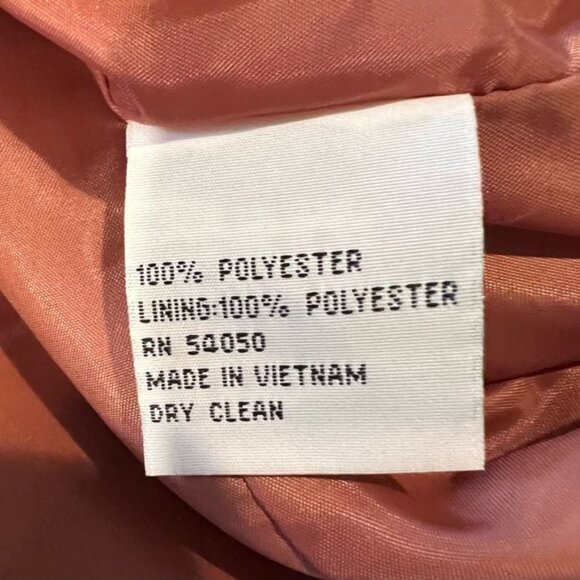 100% POLYESTER
LINING:100% POLYESTER
RN 54050
MADE IN VIETNAM
DRY CLEAN